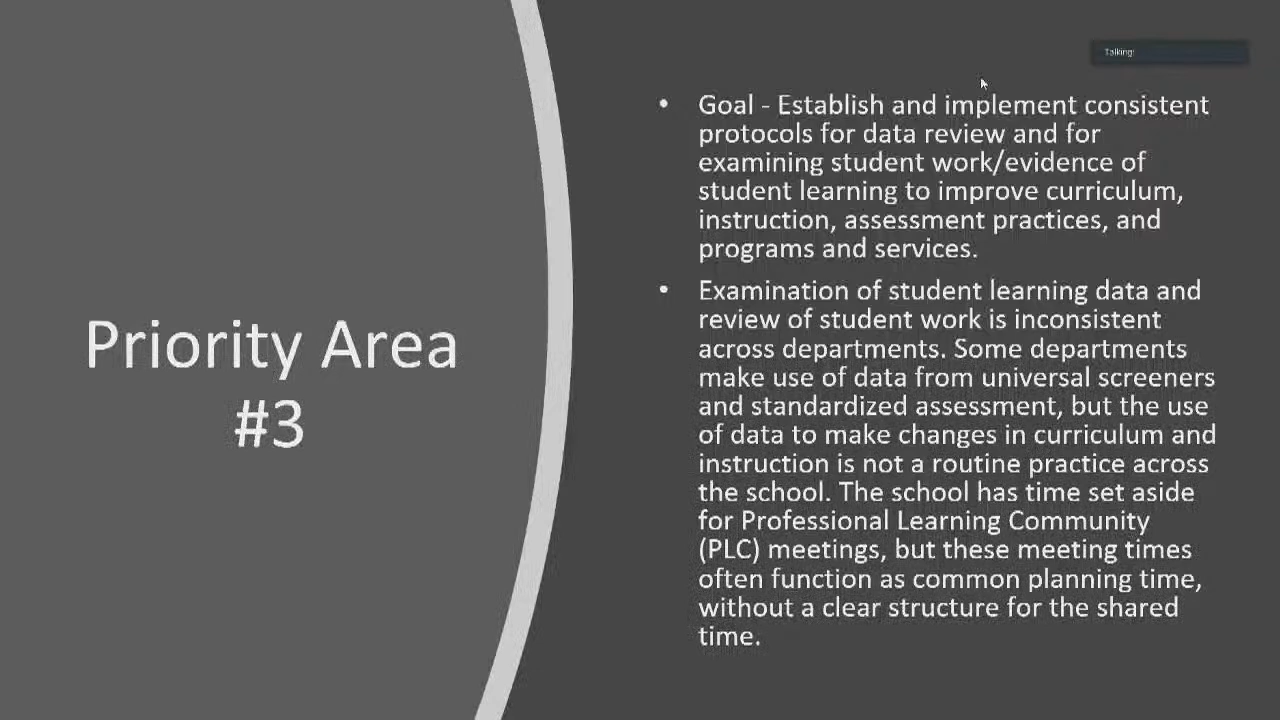 Talking:
Priority Area
#3
• Goal - Establish and implement consistent
protocols for data review and for
examining student work/evidence of
student learning to improve curriculum,
instruction, assessment practices, and
programs and services.
• Examination of student learning data and
review of student work is inconsistent
across departments. Some departments
make use of data from universal screeners
and standardized assessment, but the use
of data to make changes in curriculum and
instruction is not a routine practice across
the school. The school has time set aside
for Professional Learning Community
(PLC) meetings, but these meeting times
often function as common planning time,
without a clear structure for the shared
time.